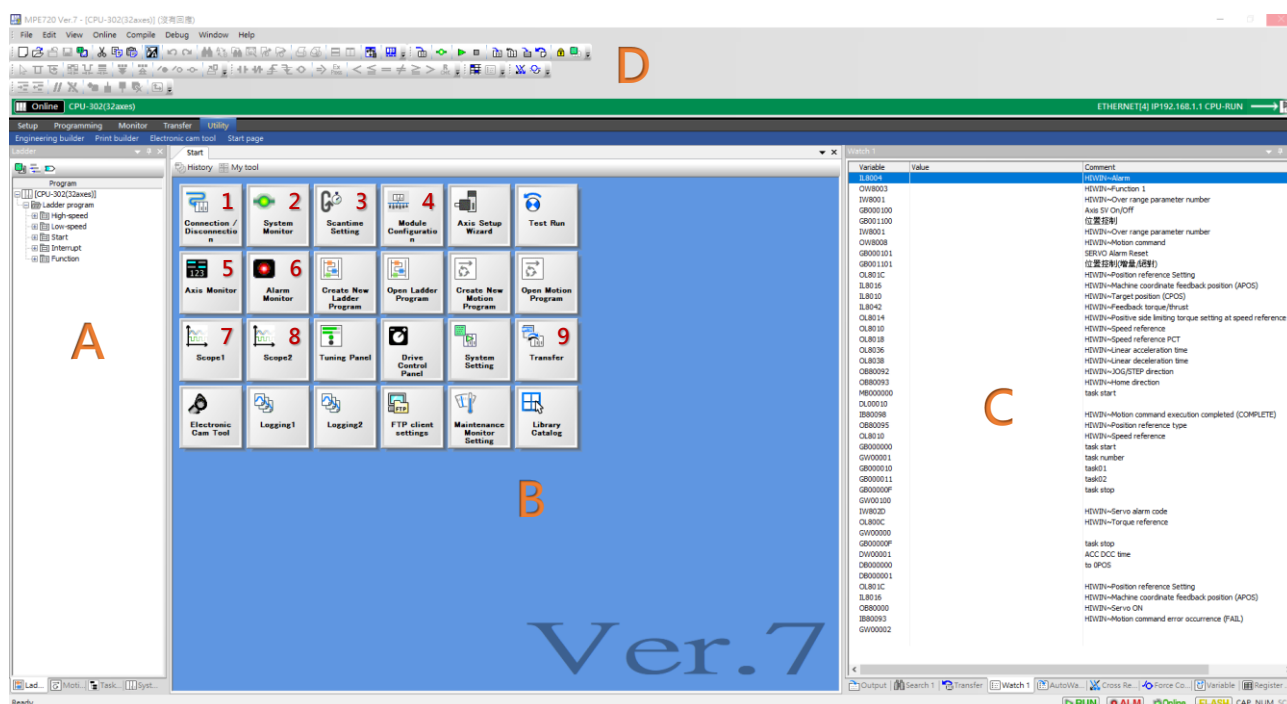 MPE720 Ver.7 - [CPU-302(32axes)] (沒有回應)
File Edit View Online Compile Debug Window Help
D
Online CPU-302(32axes) ETHERNET[4] IP192.168.1.1 CPU-RUN
Setup Programming Monitor Transfer Utility
Engineering builder Print builder Electronic cam tool Start page
Ladder
Program
[CPU-302(32axes)]
Ladder program
High-speed
Low-speed
Start
Interrupt
Function
A
Lad... Moti... Task... Syst...
Start
History My tool
1 2 3 4
Connection / Disconnectio n
System Monitor
Scantime Setting
Module Configuratio n
Axis Setup Wizard
Test Run
5 6
Axis Monitor
Alarm Monitor
Create New Ladder Program
Open Ladder Program
Create New Motion Program
Open Motion Program
7 8 9
Scope1
Scope2
Tuning Panel
Drive Control Panel
System Setting
Transfer
Electronic Cam Tool
Logging1
Logging2
FTP
FTP client settings
Maintenance Monitor Setting
Library Catalog
B
Ver.7
Watch 1
Variable Value Comment
IL8004 HIWIN~Alarm
OW8003 HIWIN~Function 1
IW8001 HIWIN~Over range parameter number
GB000100 Axis SV On/Off
GB001100 位置控制
IW8001 HIWIN~Over range parameter number
OW8008 HIWIN~Motion command
GB000101 SERVO Alarm Reset
GB001101 位置控制(增量/絕對)
OL801C HIWIN~Position reference Setting
IL8016 HIWIN~Machine coordinate feedback position (APOS)
IL8010 HIWIN~Target position (CPOS)
IL8042 HIWIN~Feedback torque/thrust
OL8014 HIWIN~Positive side limiting torque setting at speed reference
OL8010 HIWIN~Speed reference
OL8018 HIWIN~Speed reference PCT
OL8036 HIWIN~Linear acceleration time
OL8038 HIWIN~Linear deceleration time
OB80092 HIWIN~JOG/STEP direction
OB80093 HIWIN~Home direction
MB000000 task start
DL00010
IB80098 HIWIN~Motion command execution completed (COMPLETE)
OB80095 HIWIN~Position reference type
OL8010 HIWIN~Speed reference
GB000000 task start
GW00001 task number
GB000010 task01
GB000011 task02
GB00000F task stop
GW00100
IW802D HIWIN~Servo alarm code
OL800C HIWIN~Torque reference
GW00000
GB00000F task stop
DW00001 ACC DCC time
DB000000 to 0POS
DB000001
OL801C HIWIN~Position reference Setting
IL8016 HIWIN~Machine coordinate feedback position (APOS)
OB80000 HIWIN~Servo ON
IB80093 HIWIN~Motion command error occurrence (FAIL)
GW00002
C
Output Search 1 Transfer Watch 1 AutoWa... Cross Re... Force Co... Variable Register
Ready RUN ALM Online FLASH CAP NUM